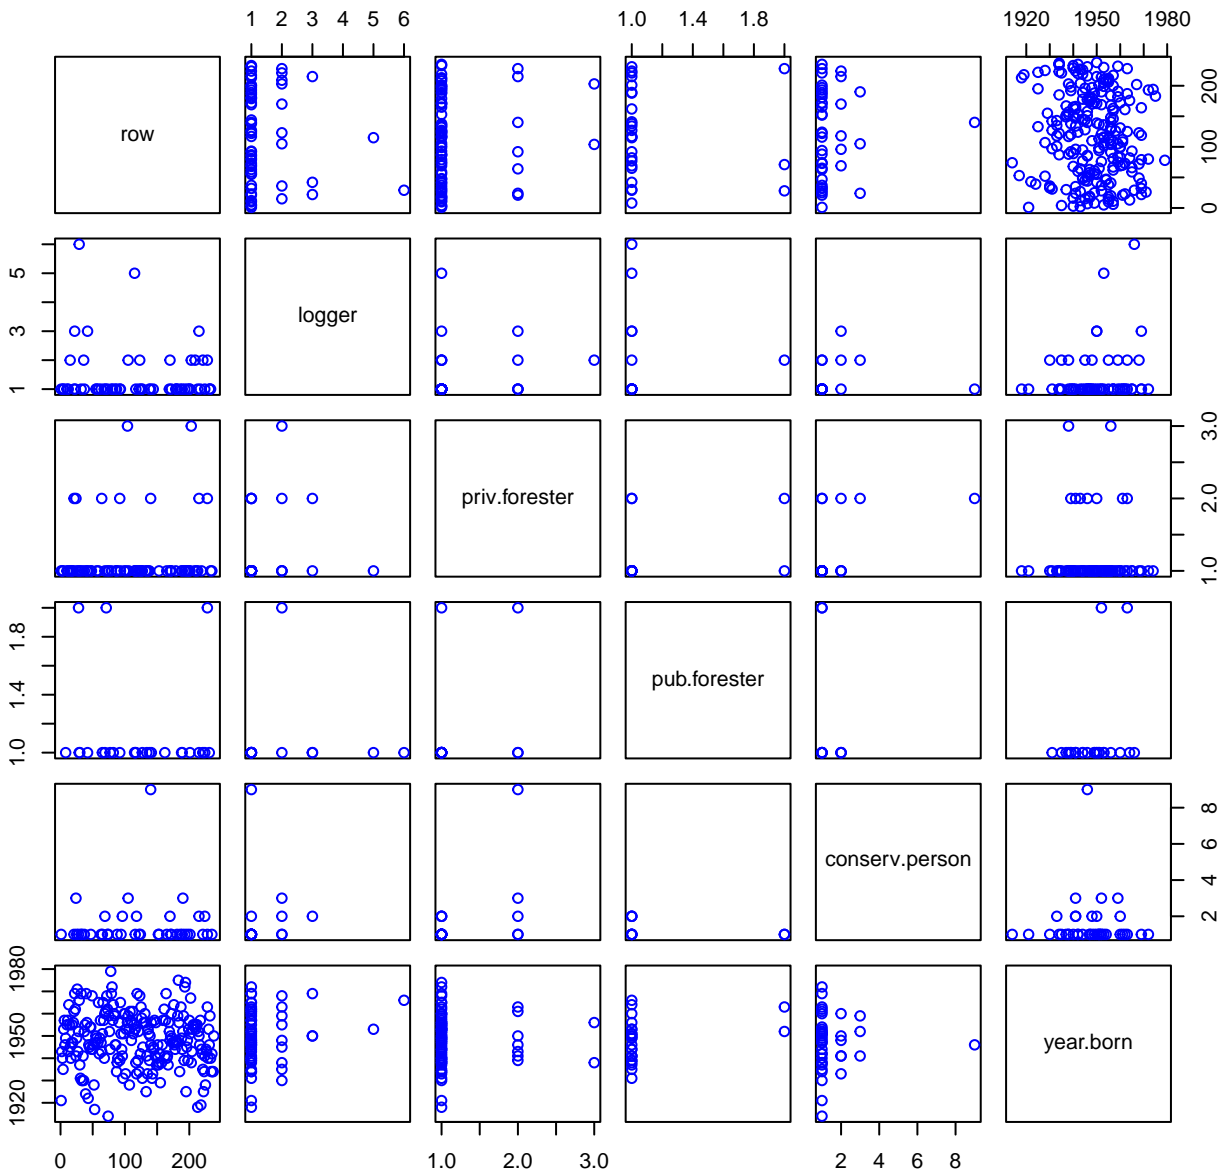 1 2 3 4 5 6 1.0 1.4 1.8 1920 1950 1980
row 0 100 200
1 3 5 logger
priv.forester 1.0 2.0 3.0
1.0 1.4 1.8 pub.forester
conserv.person 2 4 6 8
1920 1950 1980 year.born
0 100 200 1.0 2.0 3.0 2 4 6 8